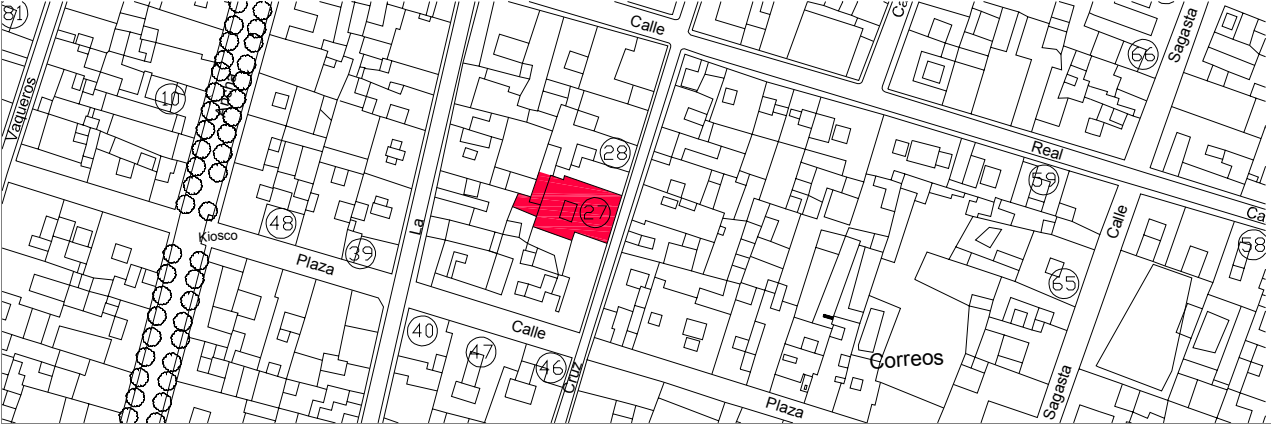 81
Calle
Ca
Sagasta
66
Vaqueros
10
28
Real
59
27
Ca
48
Kiosco
39
La
Calle
58
Plaza
65
40
Calle
47
46
Cruz
Correos
Sagasta
Plaza